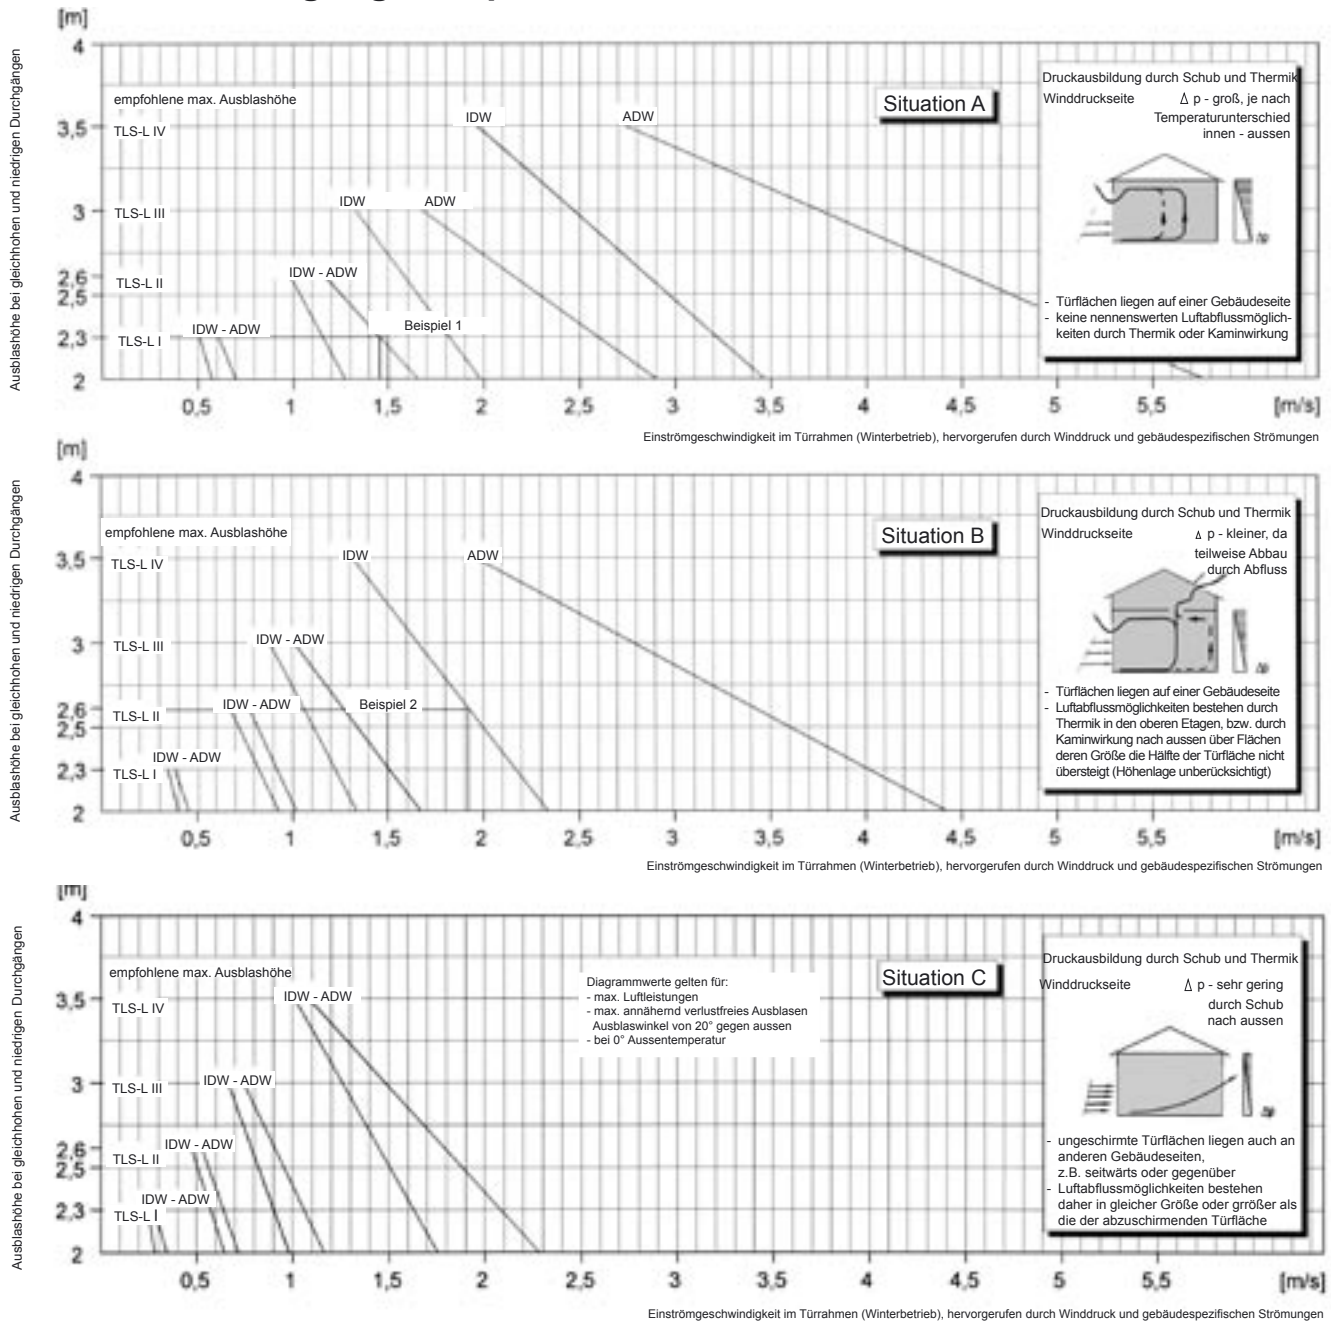 [m]
Ausblashöhe bei gleichhohen und niedrigen Durchgängen
4
3,5
3
2,6
2,5
2,3
2
empfohlene max. Ausblashöhe
TLS-L IV
TLS-L III
TLS-L II
TLS-L I
IDW
ADW
IDW
ADW
IDW - ADW
IDW - ADW
Beispiel 1
Situation A
Druckausbildung durch Schub und Thermik
Winddruckseite Δ p - groß, je nach
Temperaturunterschied
innen - aussen
Δp
- Türflächen liegen auf einer Gebäudeseite
- keine nennenswerten Luftabflussmöglich-
keiten durch Thermik oder Kaminwirkung
0,5 1 1,5 2 2,5 3 3,5 4 4,5 5 5,5 [m/s]
Einströmgeschwindigkeit im Türrahmen (Winterbetrieb), hervorgerufen durch Winddruck und gebäudespezifischen Strömungen
[m]
Ausblashöhe bei gleichhohen und niedrigen Durchgängen
4
3,5
3
2,6
2,5
2,3
2
empfohlene max. Ausblashöhe
TLS-L IV
TLS-L III
TLS-L II
TLS-L I
IDW
ADW
IDW - ADW
IDW - ADW
IDW - ADW
Beispiel 2
Situation B
Druckausbildung durch Schub und Thermik
Winddruckseite Δ p - kleiner, da
teilweise Abbau
durch Abfluss
Δp
- Türflächen liegen auf einer Gebäudeseite
- Luftabflussmöglichkeiten bestehen durch
Thermik in den oberen Etagen, bzw. durch
Kaminwirkung nach aussen über Flächen
deren Größe die Hälfte der Türfläche nicht
übersteigt (Höhenlage unberücksichtigt)
0,5 1 1,5 2 2,5 3 3,5 4 4,5 5 5,5 [m/s]
Einströmgeschwindigkeit im Türrahmen (Winterbetrieb), hervorgerufen durch Winddruck und gebäudespezifischen Strömungen
[m]
Ausblashöhe bei gleichhohen und niedrigen Durchgängen
4
3,5
3
2,6
2,5
2,3
2
empfohlene max. Ausblashöhe
TLS-L IV
TLS-L III
TLS-L II
TLS-L I
IDW - ADW
IDW - ADW
IDW - ADW
IDW - ADW
Diagrammwerte gelten für:
- max. Luftleistungen
- max. annähernd verlustfreies Ausblasen
Ausblaswinkel von 20° gegen aussen
- bei 0° Aussentemperatur
Situation C
Druckausbildung durch Schub und Thermik
Winddruckseite Δ p - sehr gering
durch Schub
nach aussen
Δp
- ungeschirmte Türflächen liegen auch an
anderen Gebäudeseiten,
z.B. seitwärts oder gegenüber
- Luftabflussmöglichkeiten bestehen
daher in gleicher Größe oder grrößer als
die der abzuschirmenden Türfläche
0,5 1 1,5 2 2,5 3 3,5 4 4,5 5 5,5 [m/s]
Einströmgeschwindigkeit im Türrahmen (Winterbetrieb), hervorgerufen durch Winddruck und gebäudespezifischen Strömungen